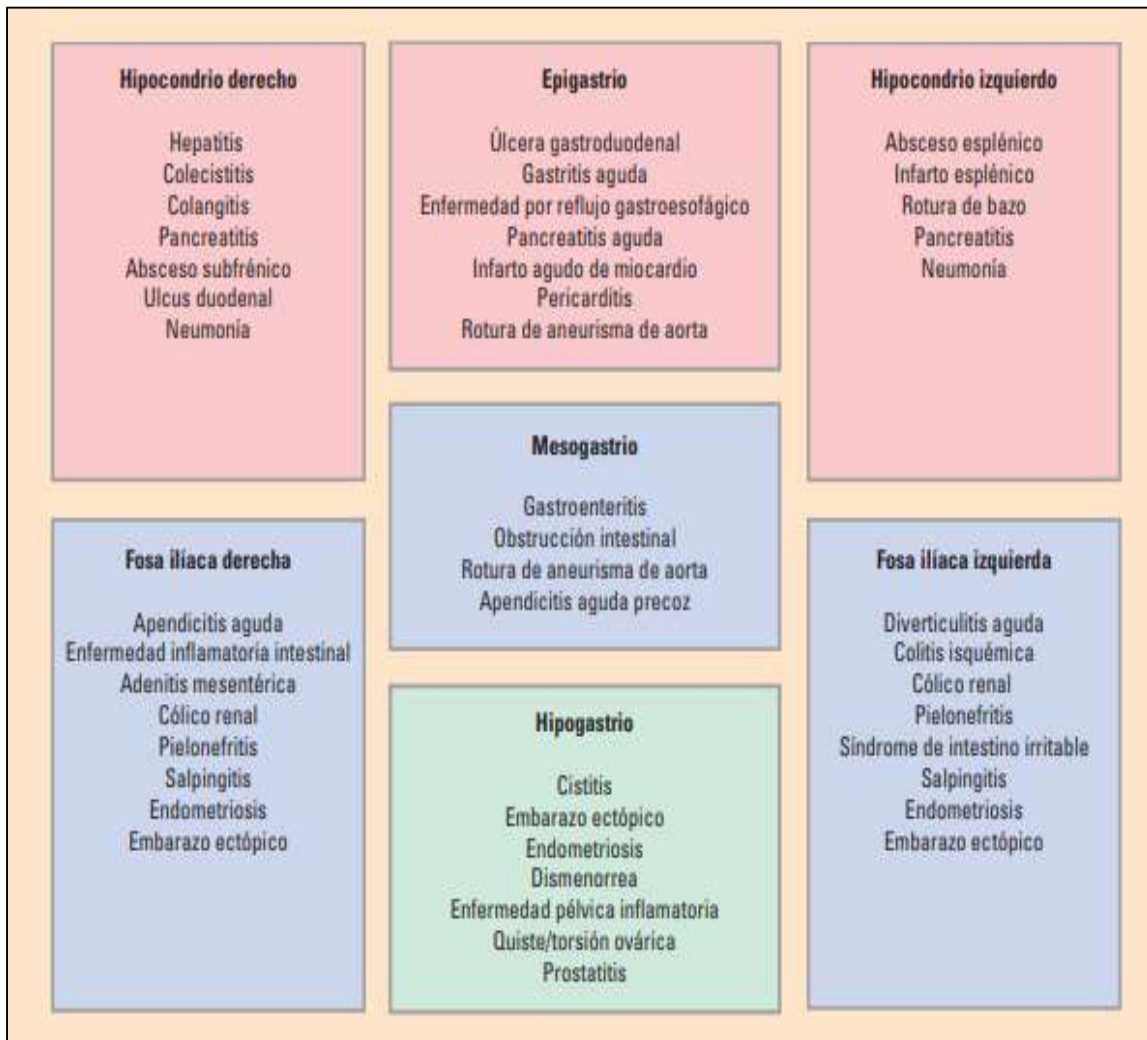 Hipocondrio derecho
Hepatitis
Colecistitis
Colangitis
Pancreatitis
Absceso subfrénico
Ulcus duodenal
Neumonía
Epigastrio
Úlcera gastroduodenal
Gastritis aguda
Enfermedad por reflujo gastroesofágico
Pancreatitis aguda
Infarto agudo de miocardio
Pericarditis
Rotura de aneurisma de aorta
Hipocondrio izquierdo
Absceso esplénico
Infarto esplénico
Rotura de bazo
Pancreatitis
Neumonía
Mesogastrio
Gastroenteritis
Obstrucción intestinal
Rotura de aneurisma de aorta
Apendicitis aguda precoz
Fosa ilíaca derecha
Apendicitis aguda
Enfermedad inflamatoria intestinal
Adenitis mesentérica
Cólico renal
Pielonefritis
Salpingitis
Endometriosis
Embarazo ectópico
Hipogastrio
Cistitis
Embarazo ectópico
Endometriosis
Dismenorrea
Enfermedad pélvica inflamatoria
Quiste/torsión ovárica
Prostatitis
Fosa ilíaca izquierda
Diverticulitis aguda
Colitis isquémica
Cólico renal
Pielonefritis
Síndrome de intestino irritable
Salpingitis
Endometriosis
Embarazo ectópico